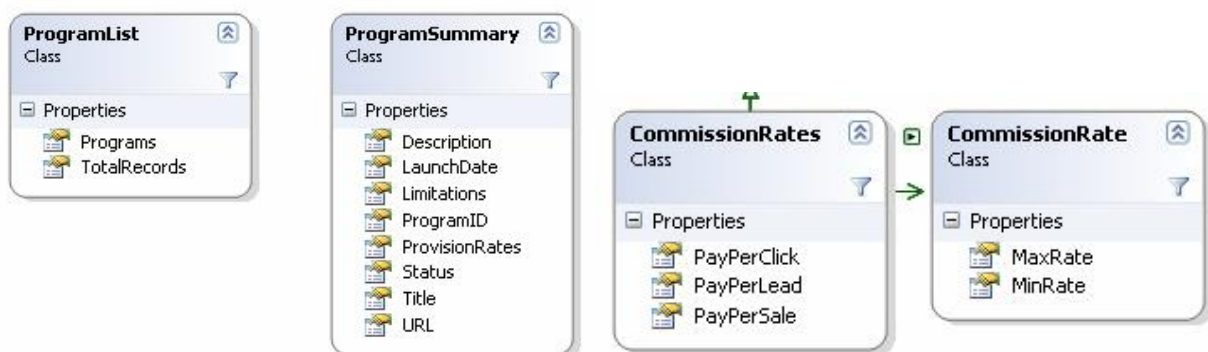 ProgramList
Class
Properties
Programs
TotalRecords
ProgramSummary
Class
Properties
Description
LaunchDate
Limitations
ProgramID
ProvisionRates
Status
Title
URL
CommissionRates
Class
Properties
PayPerClick
PayPerLead
PayPerSale
CommissionRate
Class
Properties
MaxRate
MinRate